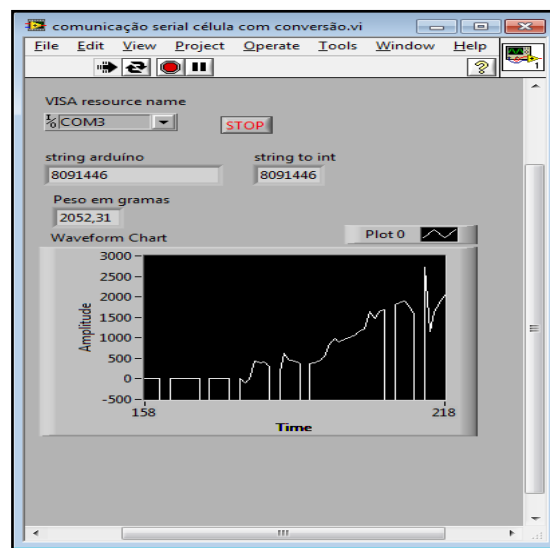 comunicação serial célula com conversão.vi
File Edit View Project Operate Tools Window Help
1
VISA resource name
I/O COM3
STOP
string arduíno string to int
8091446 8091446
Peso em gramas
2052,31
Waveform Chart Plot 0
3000
2500
2000
1500
1000
500
0
-500
Amplitude
158 218
Time